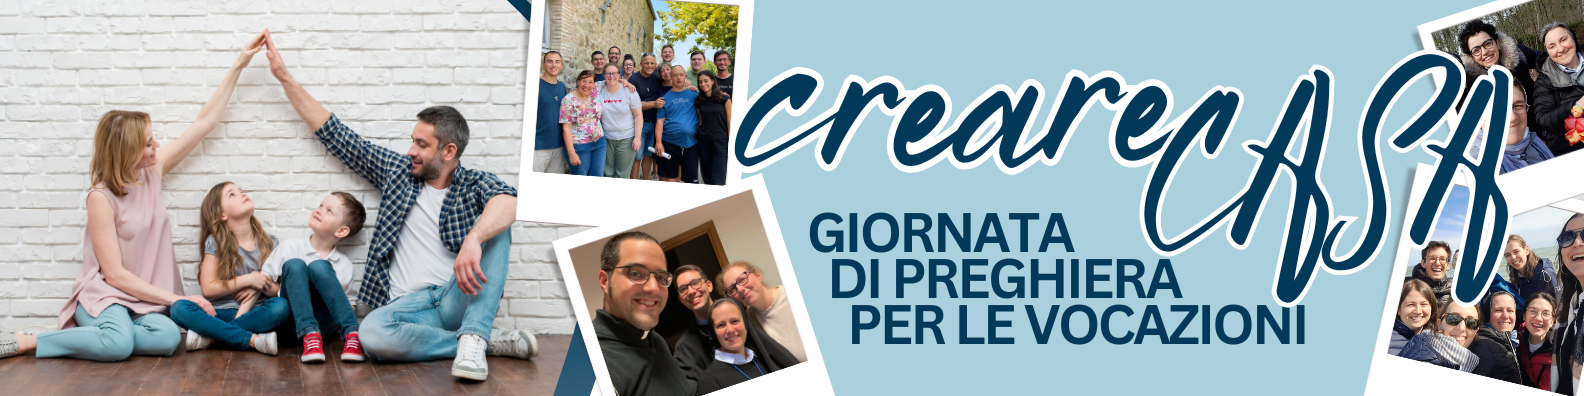 creare CASA
GIORNATA
DI PREGHIERA
PER LE VOCAZIONI